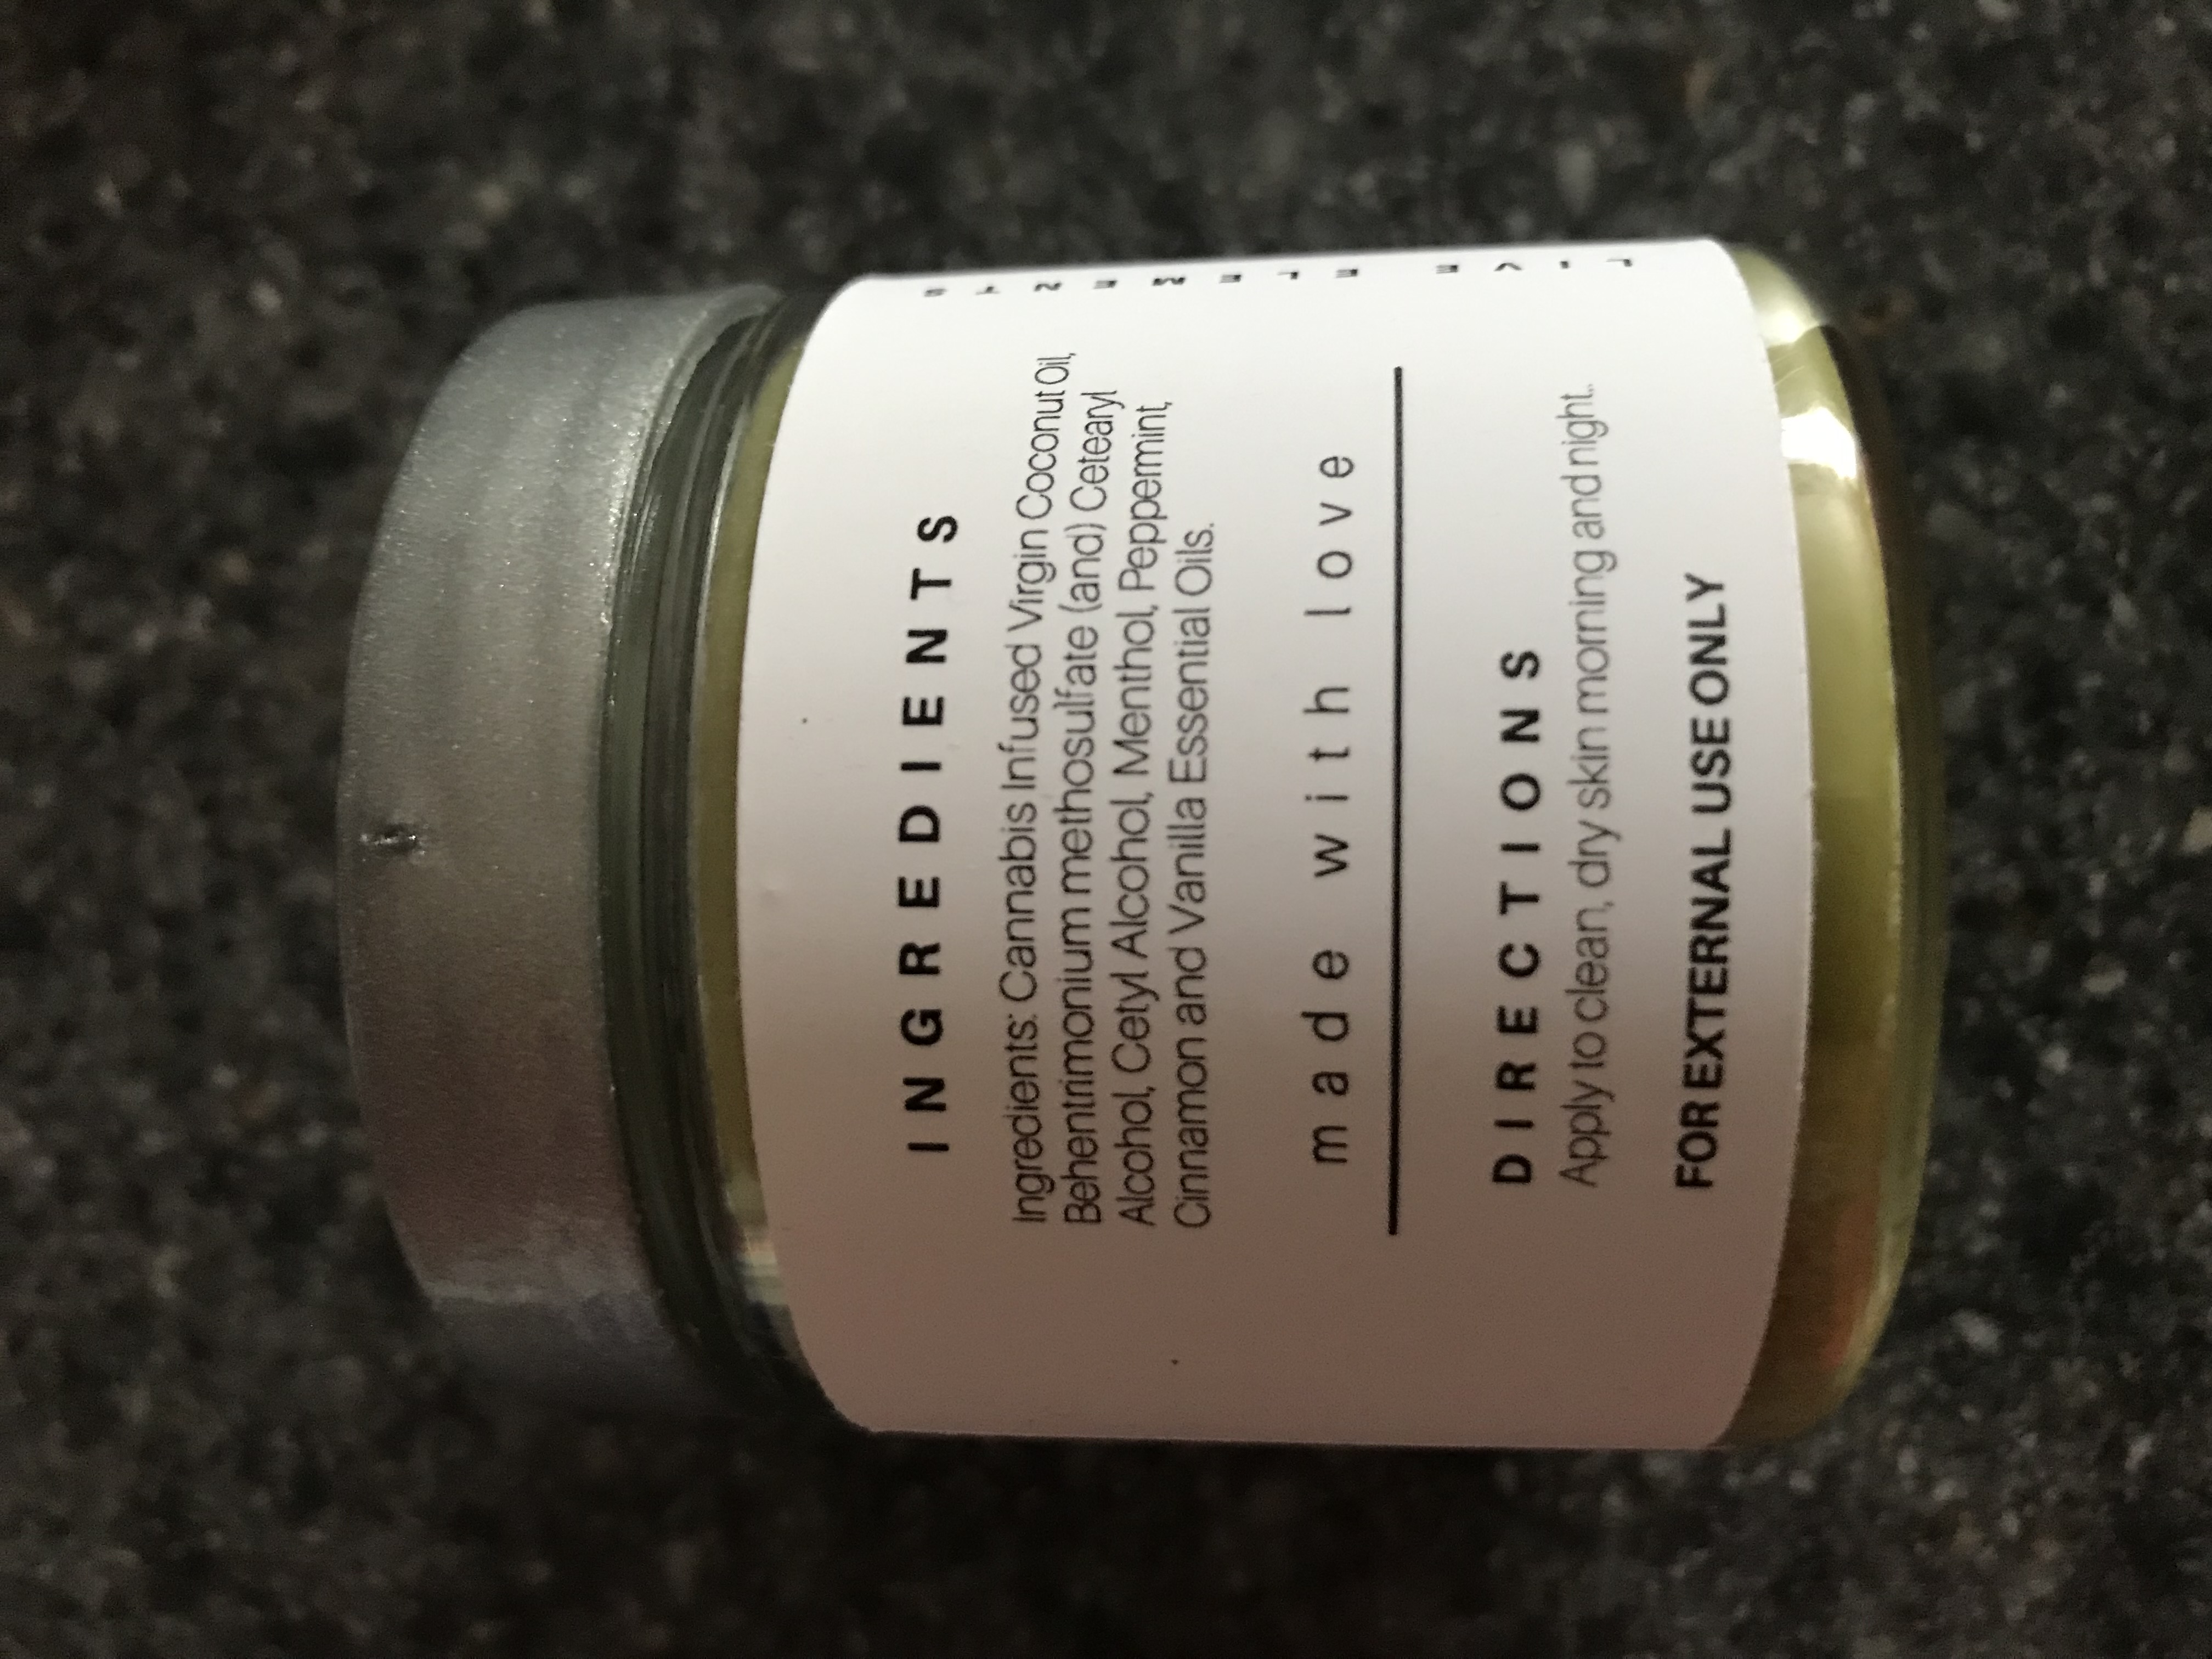 INGREDIENTS
Ingredients: Cannabis Infused Virgin Coconut Oil,
Behentrimonium methosulfate (and) Cetearyl
Alcohol, Cetyl Alcohol, Menthol, Peppermint,
Cinnamon and Vanilla Essential Oils.
made with love
DIRECTIONS
Apply to clean, dry skin morning and night.
FOR EXTERNAL USE ONLY